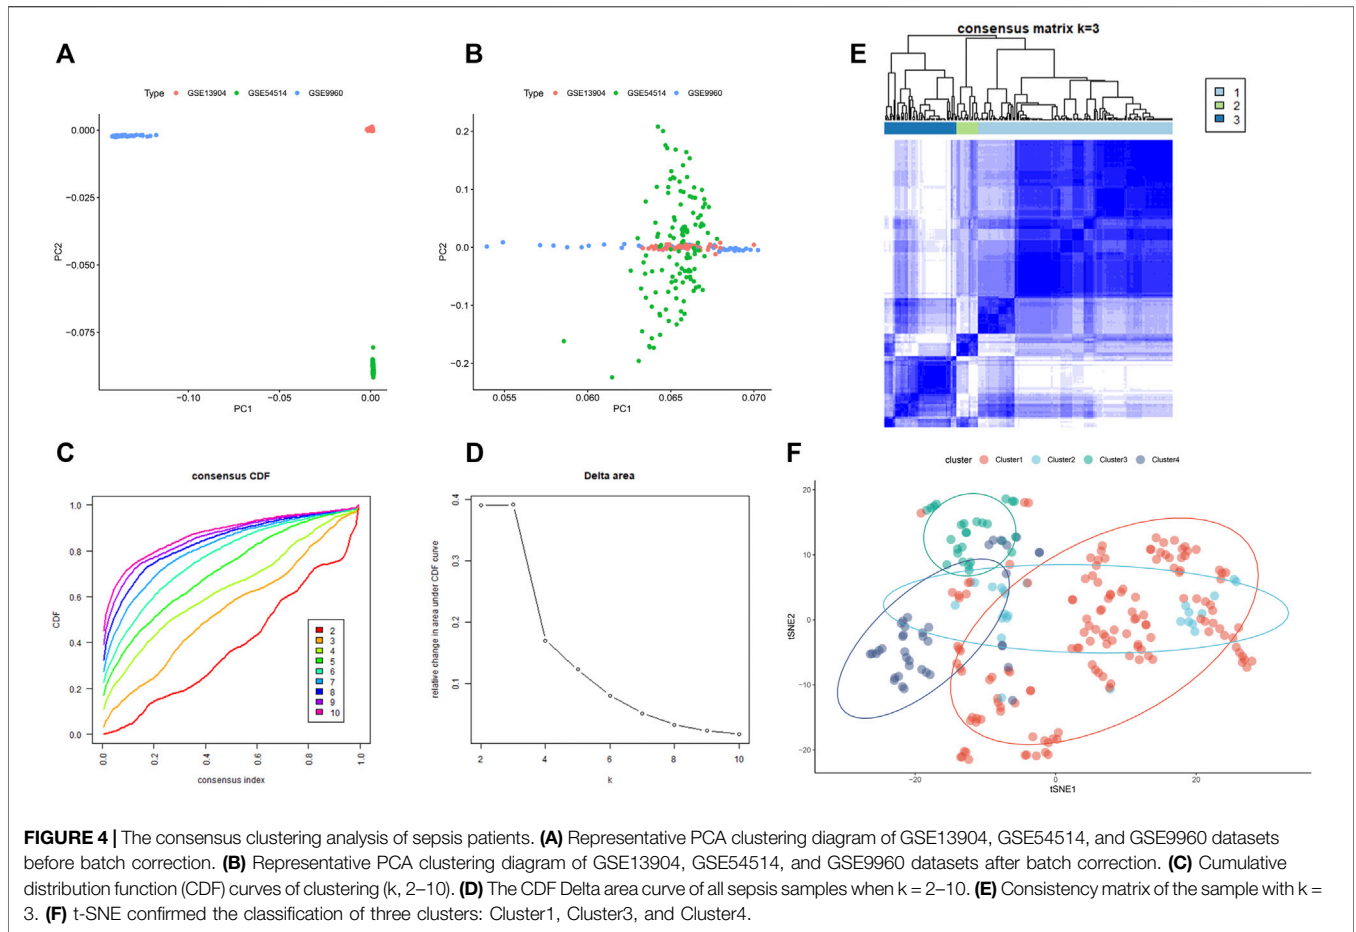 A
Type GSE13904 GSE54514 GSE9960
0.000
−0.025
−0.050
−0.075
PC2
−0.10 −0.05 0.00
PC1
B
Type GSE13904 GSE54514 GSE9960
0.2
0.1
0.0
−0.1
−0.2
PC2
0.055 0.060 0.065 0.070
PC1
E
consensus matrix k=3
1
2
3
C
consensus CDF
1.0
0.8
0.6
0.4
0.2
0.0
CDF
0.0 0.2 0.4 0.6 0.8 1.0
consensus index
2
3
4
5
6
7
8
9
10
D
Delta area
0.4
0.3
0.2
0.1
relative change in area under CDF curve
2 4 6 8 10
k
F
cluster Cluster1 Cluster2 Cluster3 Cluster4
20
10
0
−10
−20
tSNE2
−20 0 20
tSNE1
FIGURE 4 | The consensus clustering analysis of sepsis patients. (A) Representative PCA clustering diagram of GSE13904, GSE54514, and GSE9960 datasets
before batch correction. (B) Representative PCA clustering diagram of GSE13904, GSE54514, and GSE9960 datasets after batch correction. (C) Cumulative
distribution function (CDF) curves of clustering (k, 2–10). (D) The CDF Delta area curve of all sepsis samples when k = 2–10. (E) Consistency matrix of the sample with k =
3. (F) t-SNE confirmed the classification of three clusters: Cluster1, Cluster3, and Cluster4.